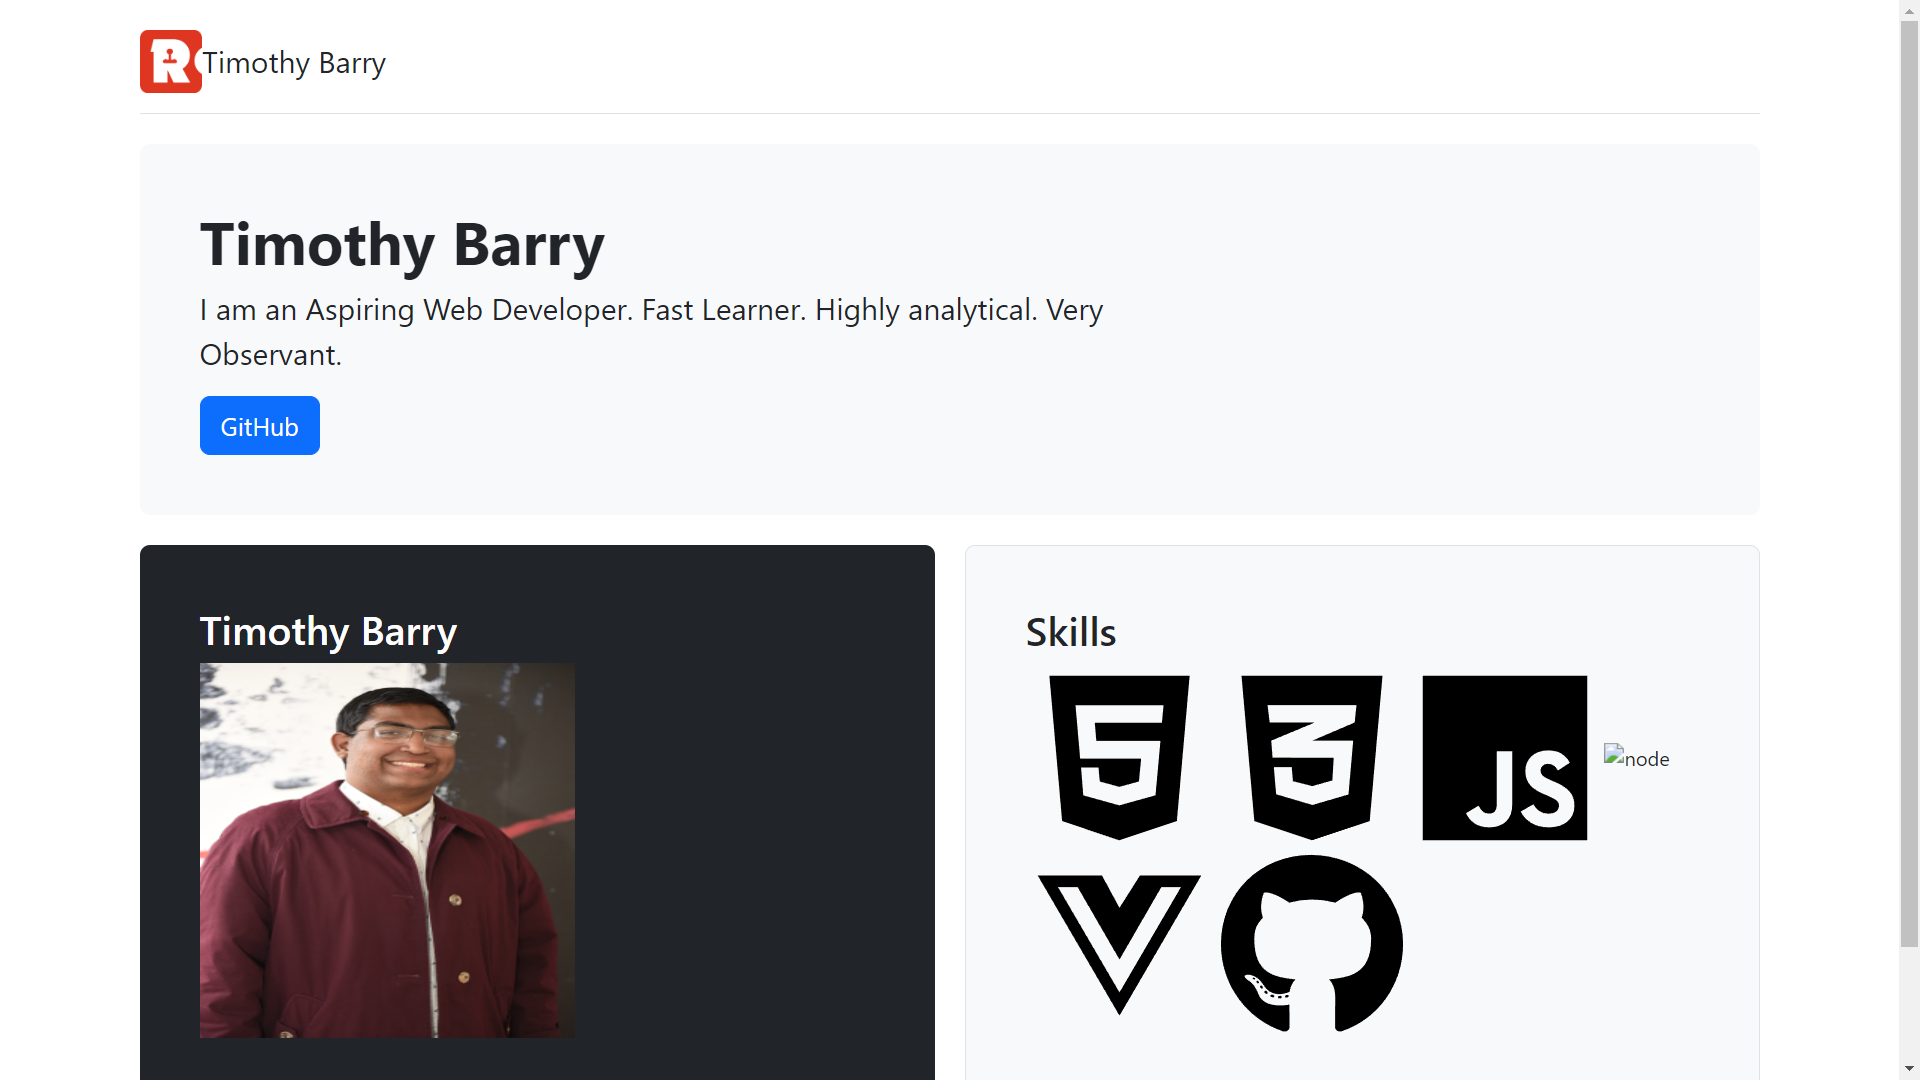 R
Timothy Barry
Timothy Barry
I am an Aspiring Web Developer. Fast Learner. Highly analytical. Very
Observant.
GitHub
Timothy Barry
Skills
5
3
JS
node